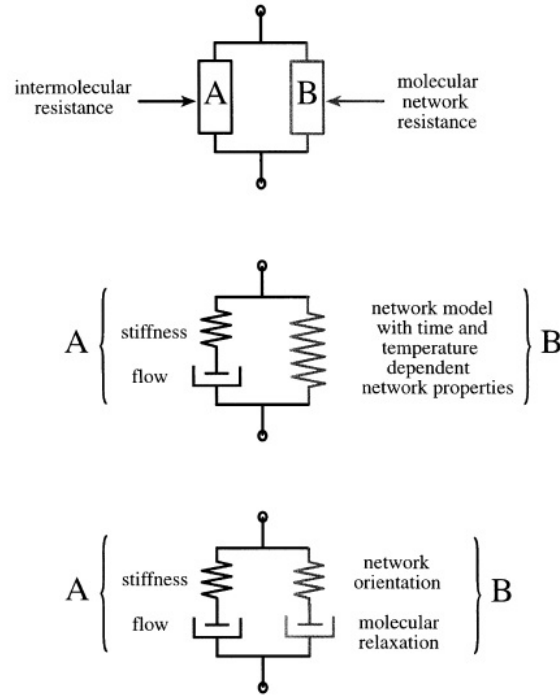 intermolecular
resistance
A
B
molecular
network
resistance
A
stiffness
flow
network model
with time and
temperature
dependent
network properties
B
A
stiffness
flow
network
orientation
molecular
relaxation
B